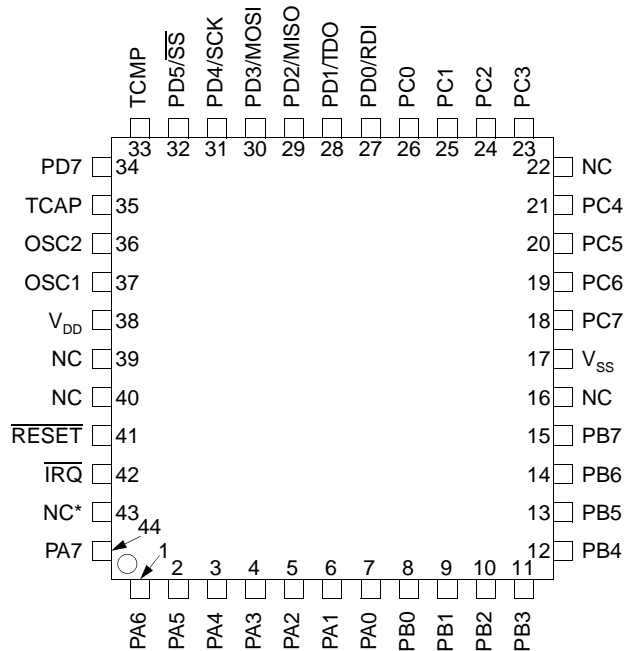 TCMP
PD5/S̅S̅
PD4/SCK
PD3/MOSI
PD2/MISO
PD1/TDO
PD0/RDI
PC0
PC1
PC2
PC3
33 32 31 30 29 28 27 26 25 24 23
PD7 34
TCAP 35
OSC2 36
OSC1 37
VDD 38
NC 39
NC 40
R̅E̅S̅E̅T̅ 41
I̅R̅Q̅ 42
NC* 43
PA7 44
22 NC
21 PC4
20 PC5
19 PC6
18 PC7
17 VSS
16 NC
15 PB7
14 PB6
13 PB5
12 PB4
1 2 3 4 5 6 7 8 9 10 11
PA6
PA5
PA4
PA3
PA2
PA1
PA0
PB0
PB1
PB2
PB3